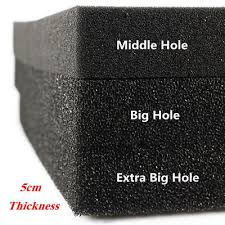 Middle Hole
Big Hole
Extra Big Hole
5cm
Thickness